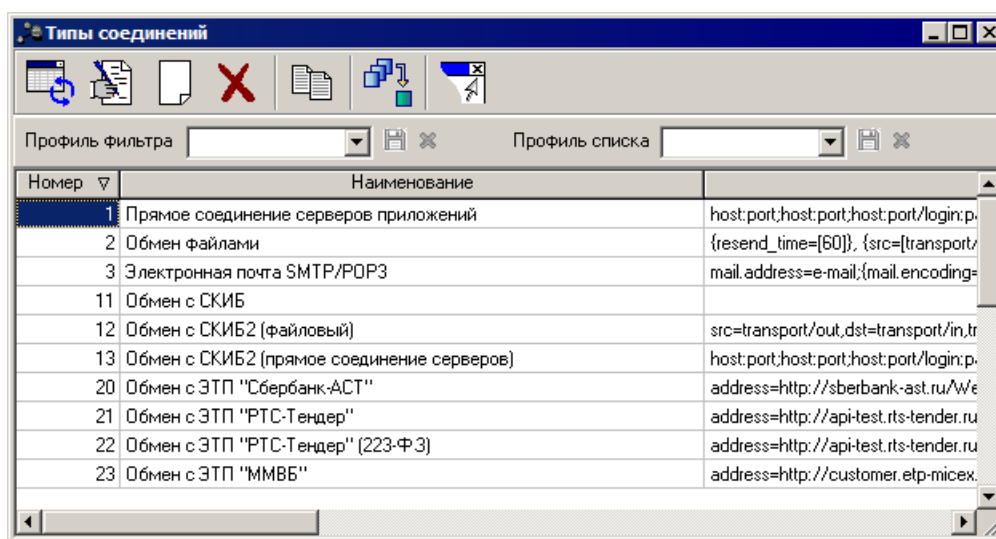 Типы соединений
Профиль фильтра Профиль списка
Номер Наименование
1 Прямое соединение серверов приложений host:port;host:port;host:port/login:
2 Обмен файлами {resend_time=[60]}, {src=[transport/
3 Электронная почта SMTP/POP3 mail.address=e-mail;{mail.encoding=
11 Обмен с СКИБ
12 Обмен с СКИБ2 (файловый) src=transport/out,dst=transport/in,tr
13 Обмен с СКИБ2 (прямое соединение серверов) host:port;host:port;host:port/login:
20 Обмен с ЭТП "Сбербанк-АСТ" address=http://sberbank-ast.ru/We
21 Обмен с ЭТП "РТС-Тендер" address=http://api-test.rts-tender.ru
22 Обмен с ЭТП "РТС-Тендер" (223-ФЗ) address=http://api-test.rts-tender.ru
23 Обмен с ЭТП "ММВБ" address=http://customer.etp-micex.